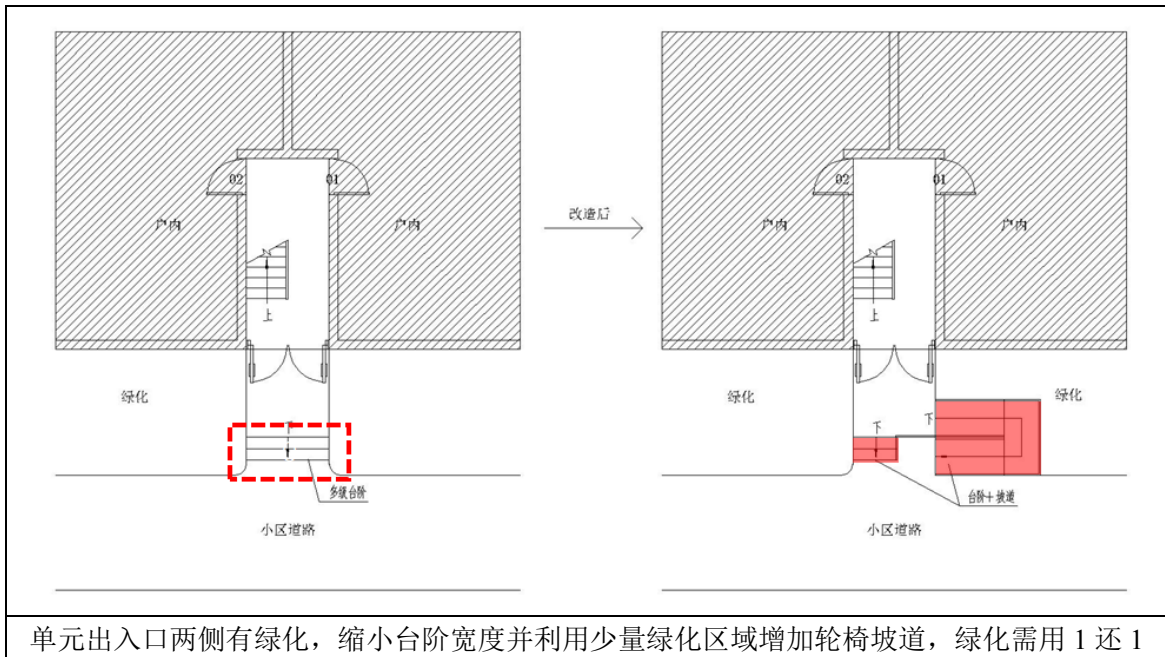 02
01
户内
户内
上
绿化
下
多级台阶
小区道路
改造后
02
01
户内
户内
上
绿化
绿化
下
下
台阶+坡道
小区道路
单元出入口两侧有绿化，缩小台阶宽度并利用少量绿化区域增加轮椅坡道，绿化需用 1 还 1